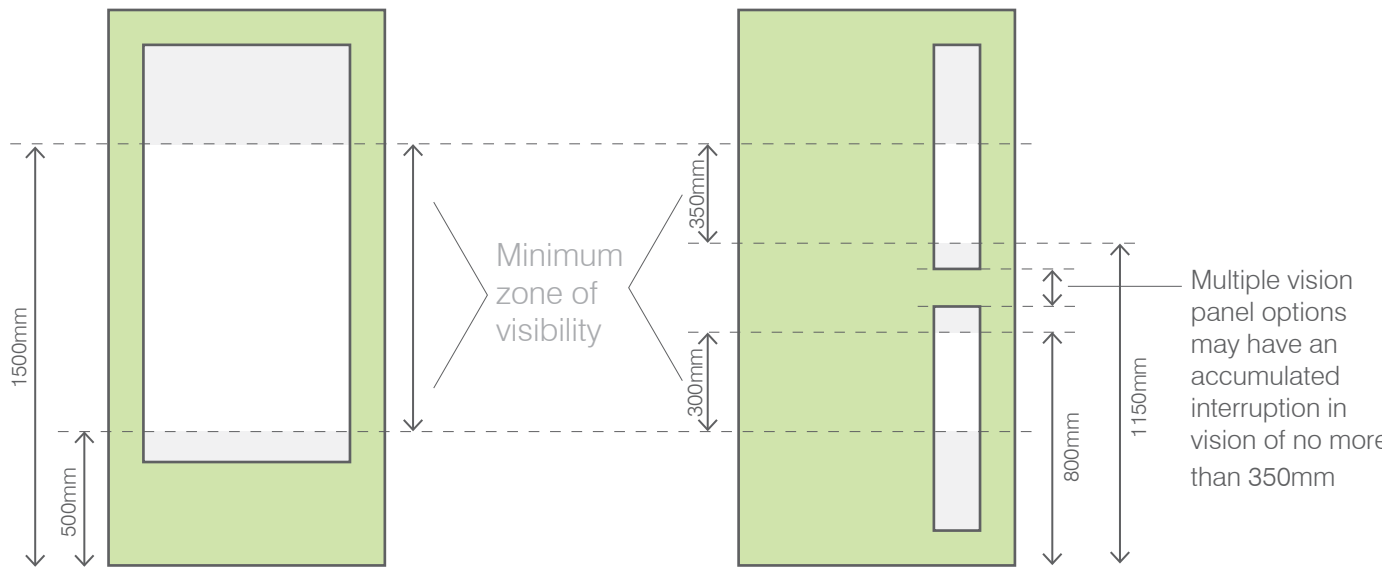 1500mm
500mm
Minimum
zone of
visibility
350mm
300mm
800mm
1150mm
Multiple vision
panel options
may have an
accumulated
interruption in
vision of no more
than 350mm